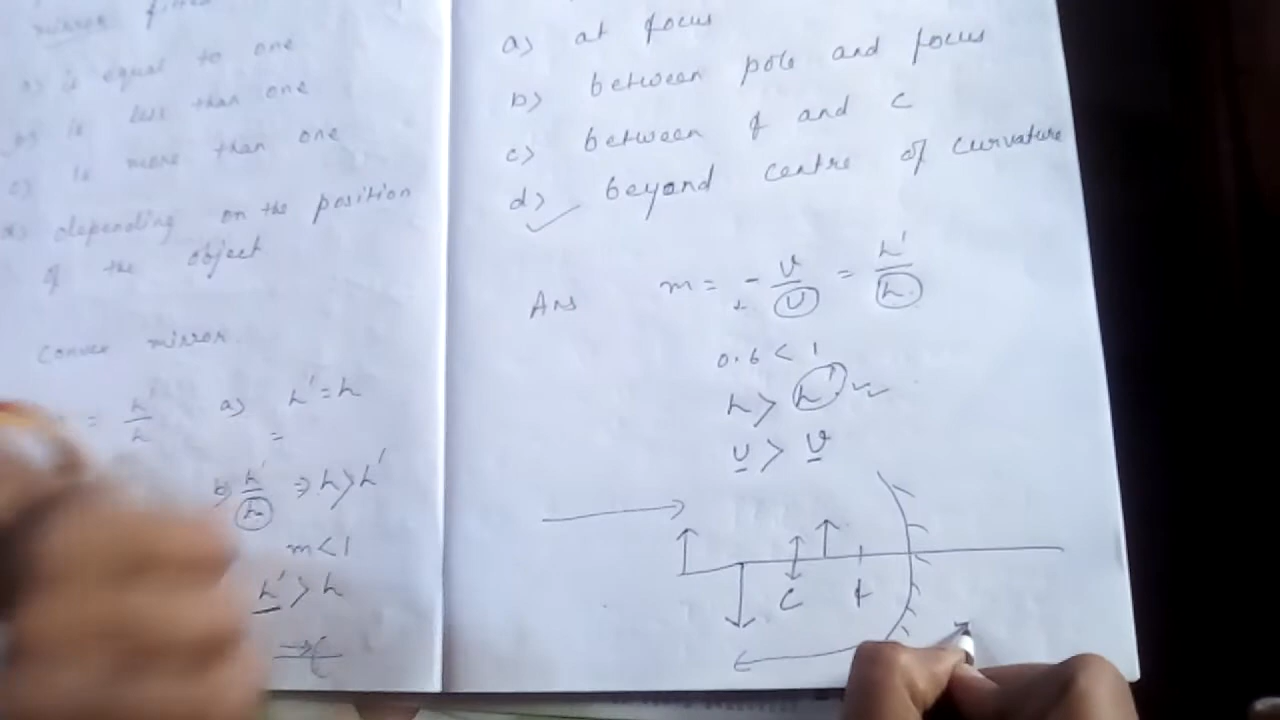 mirror
a) is equal to one
b) is less than one
c) is more than one
d) depending on the position
of the object
Convex mirror.
= h'/h a) h' = h
=
b) h'/h ⇒ h > h'
m < 1
h' > h
a) at focus
b) between pole and focus
c) between f and C
d) beyond centre of curvature
Ans m = - v/u = h'/h
0.6 < 1
h > h'
u > v
C f